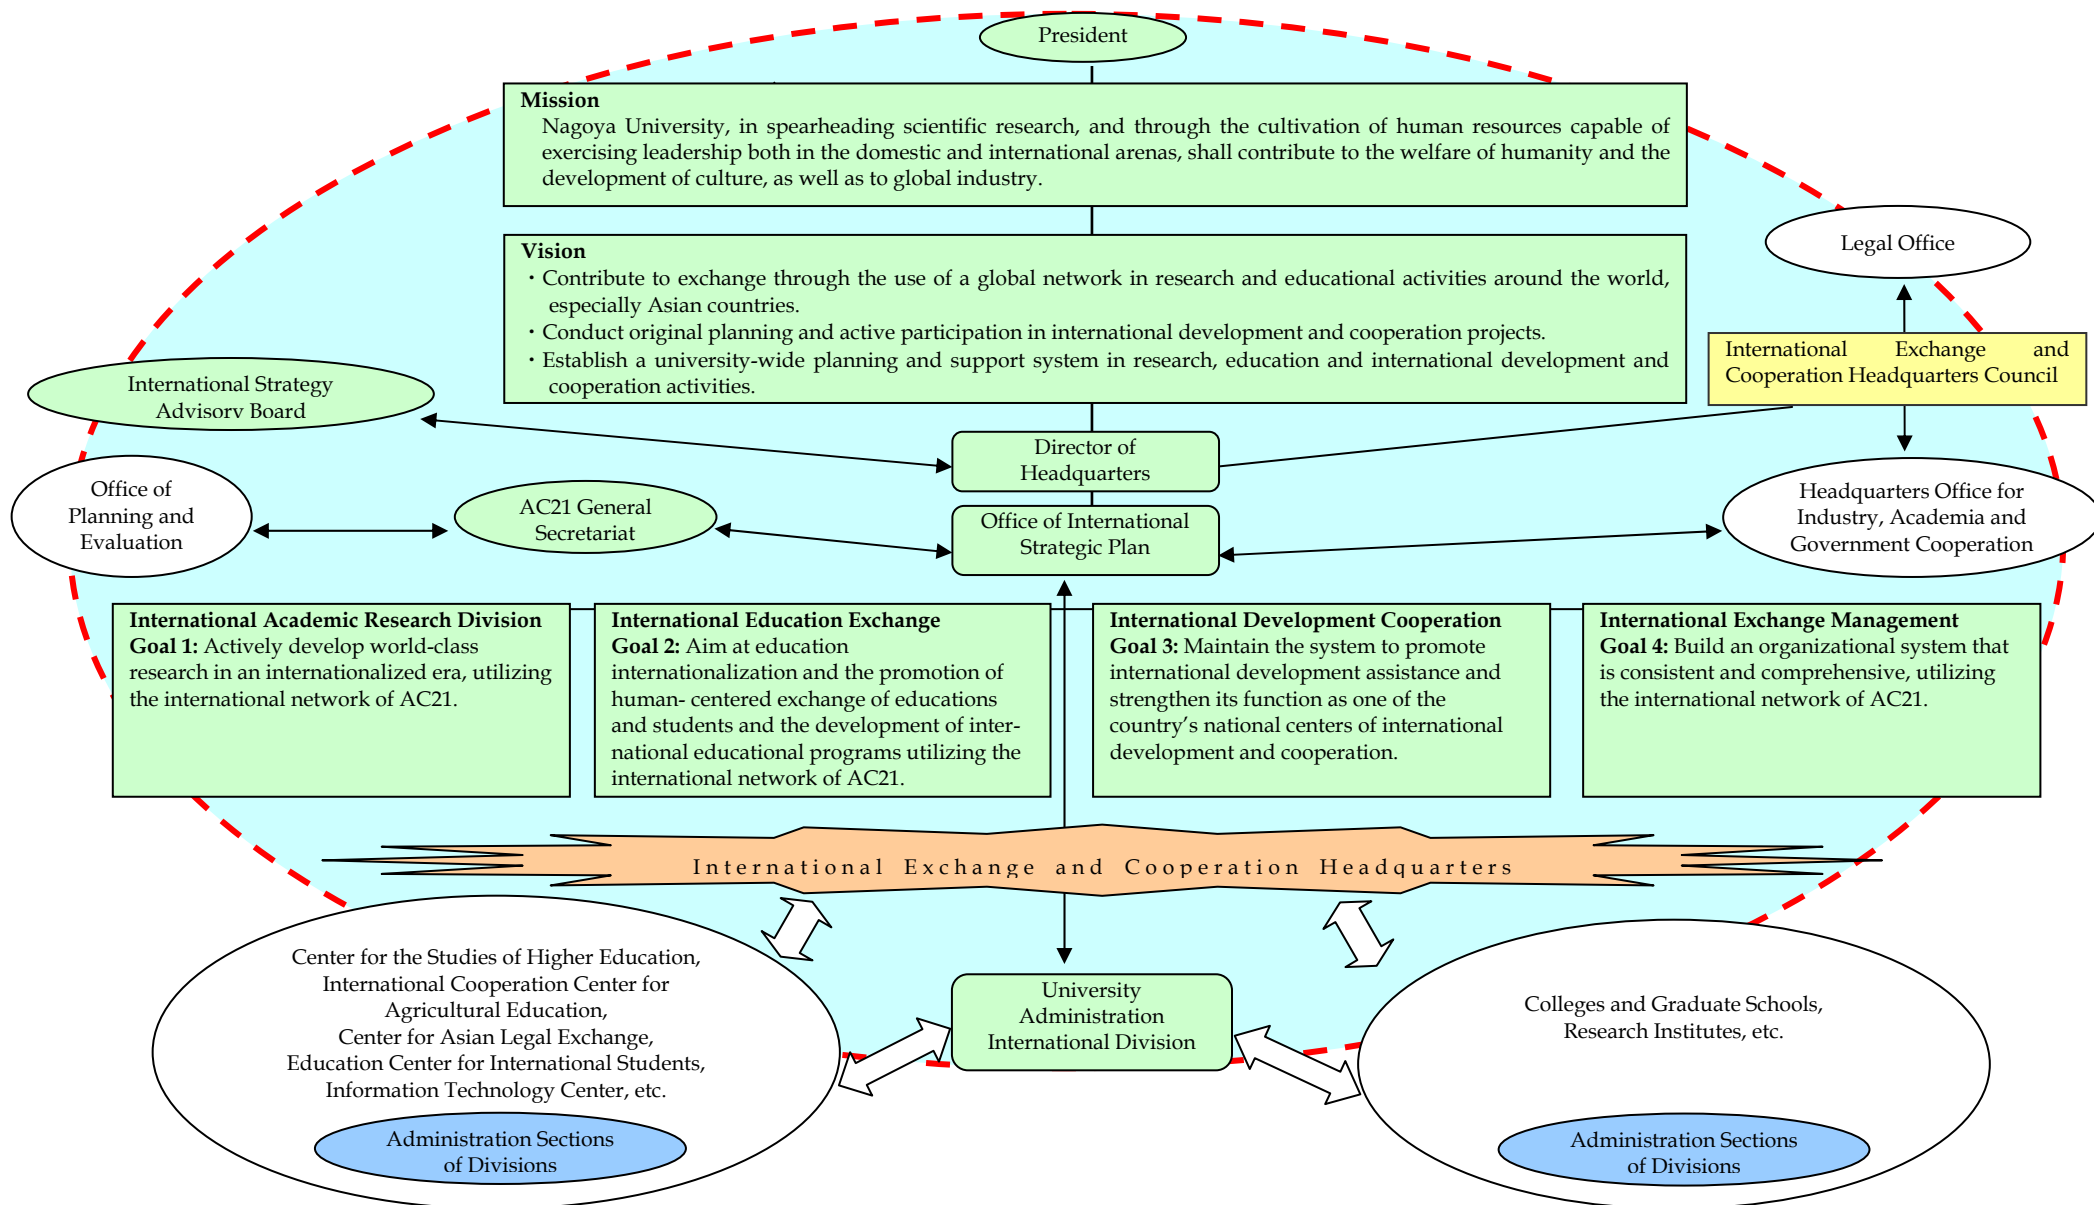 President
Mission
Nagoya University, in spearheading scientific research, and through the cultivation of human resources capable of
exercising leadership both in the domestic and international arenas, shall contribute to the welfare of humanity and the
development of culture, as well as to global industry.
Vision
・Contribute to exchange through the use of a global network in research and educational activities around the world,
especially Asian countries.
・Conduct original planning and active participation in international development and cooperation projects.
・Establish a university-wide planning and support system in research, education and international development and
cooperation activities.
Legal Office
International Exchange and
Cooperation Headquarters Council
International Strategy
Advisory Board
Director of
Headquarters
Office of
Planning and
Evaluation
AC21 General
Secretariat
Office of International
Strategic Plan
Headquarters Office for
Industry, Academia and
Government Cooperation
International Academic Research Division
Goal 1: Actively develop world-class
research in an internationalized era, utilizing
the international network of AC21.
International Education Exchange
Goal 2: Aim at education
internationalization and the promotion of
human- centered exchange of educations
and students and the development of inter-
national educational programs utilizing the
international network of AC21.
International Development Cooperation
Goal 3: Maintain the system to promote
international development assistance and
strengthen its function as one of the
country's national centers of international
development and cooperation.
International Exchange Management
Goal 4: Build an organizational system that
is consistent and comprehensive, utilizing
the international network of AC21.
International Exchange and Cooperation Headquarters
Center for the Studies of Higher Education,
International Cooperation Center for
Agricultural Education,
Center for Asian Legal Exchange,
Education Center for International Students,
Information Technology Center, etc.
Administration Sections
of Divisions
University
Administration
International Division
Colleges and Graduate Schools,
Research Institutes, etc.
Administration Sections
of Divisions